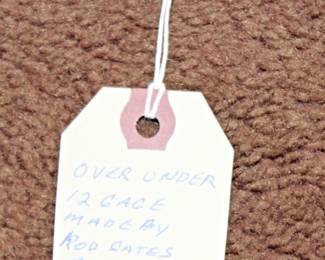 OVER UNDER
12 GAGE
MADE BY
ROD GATES